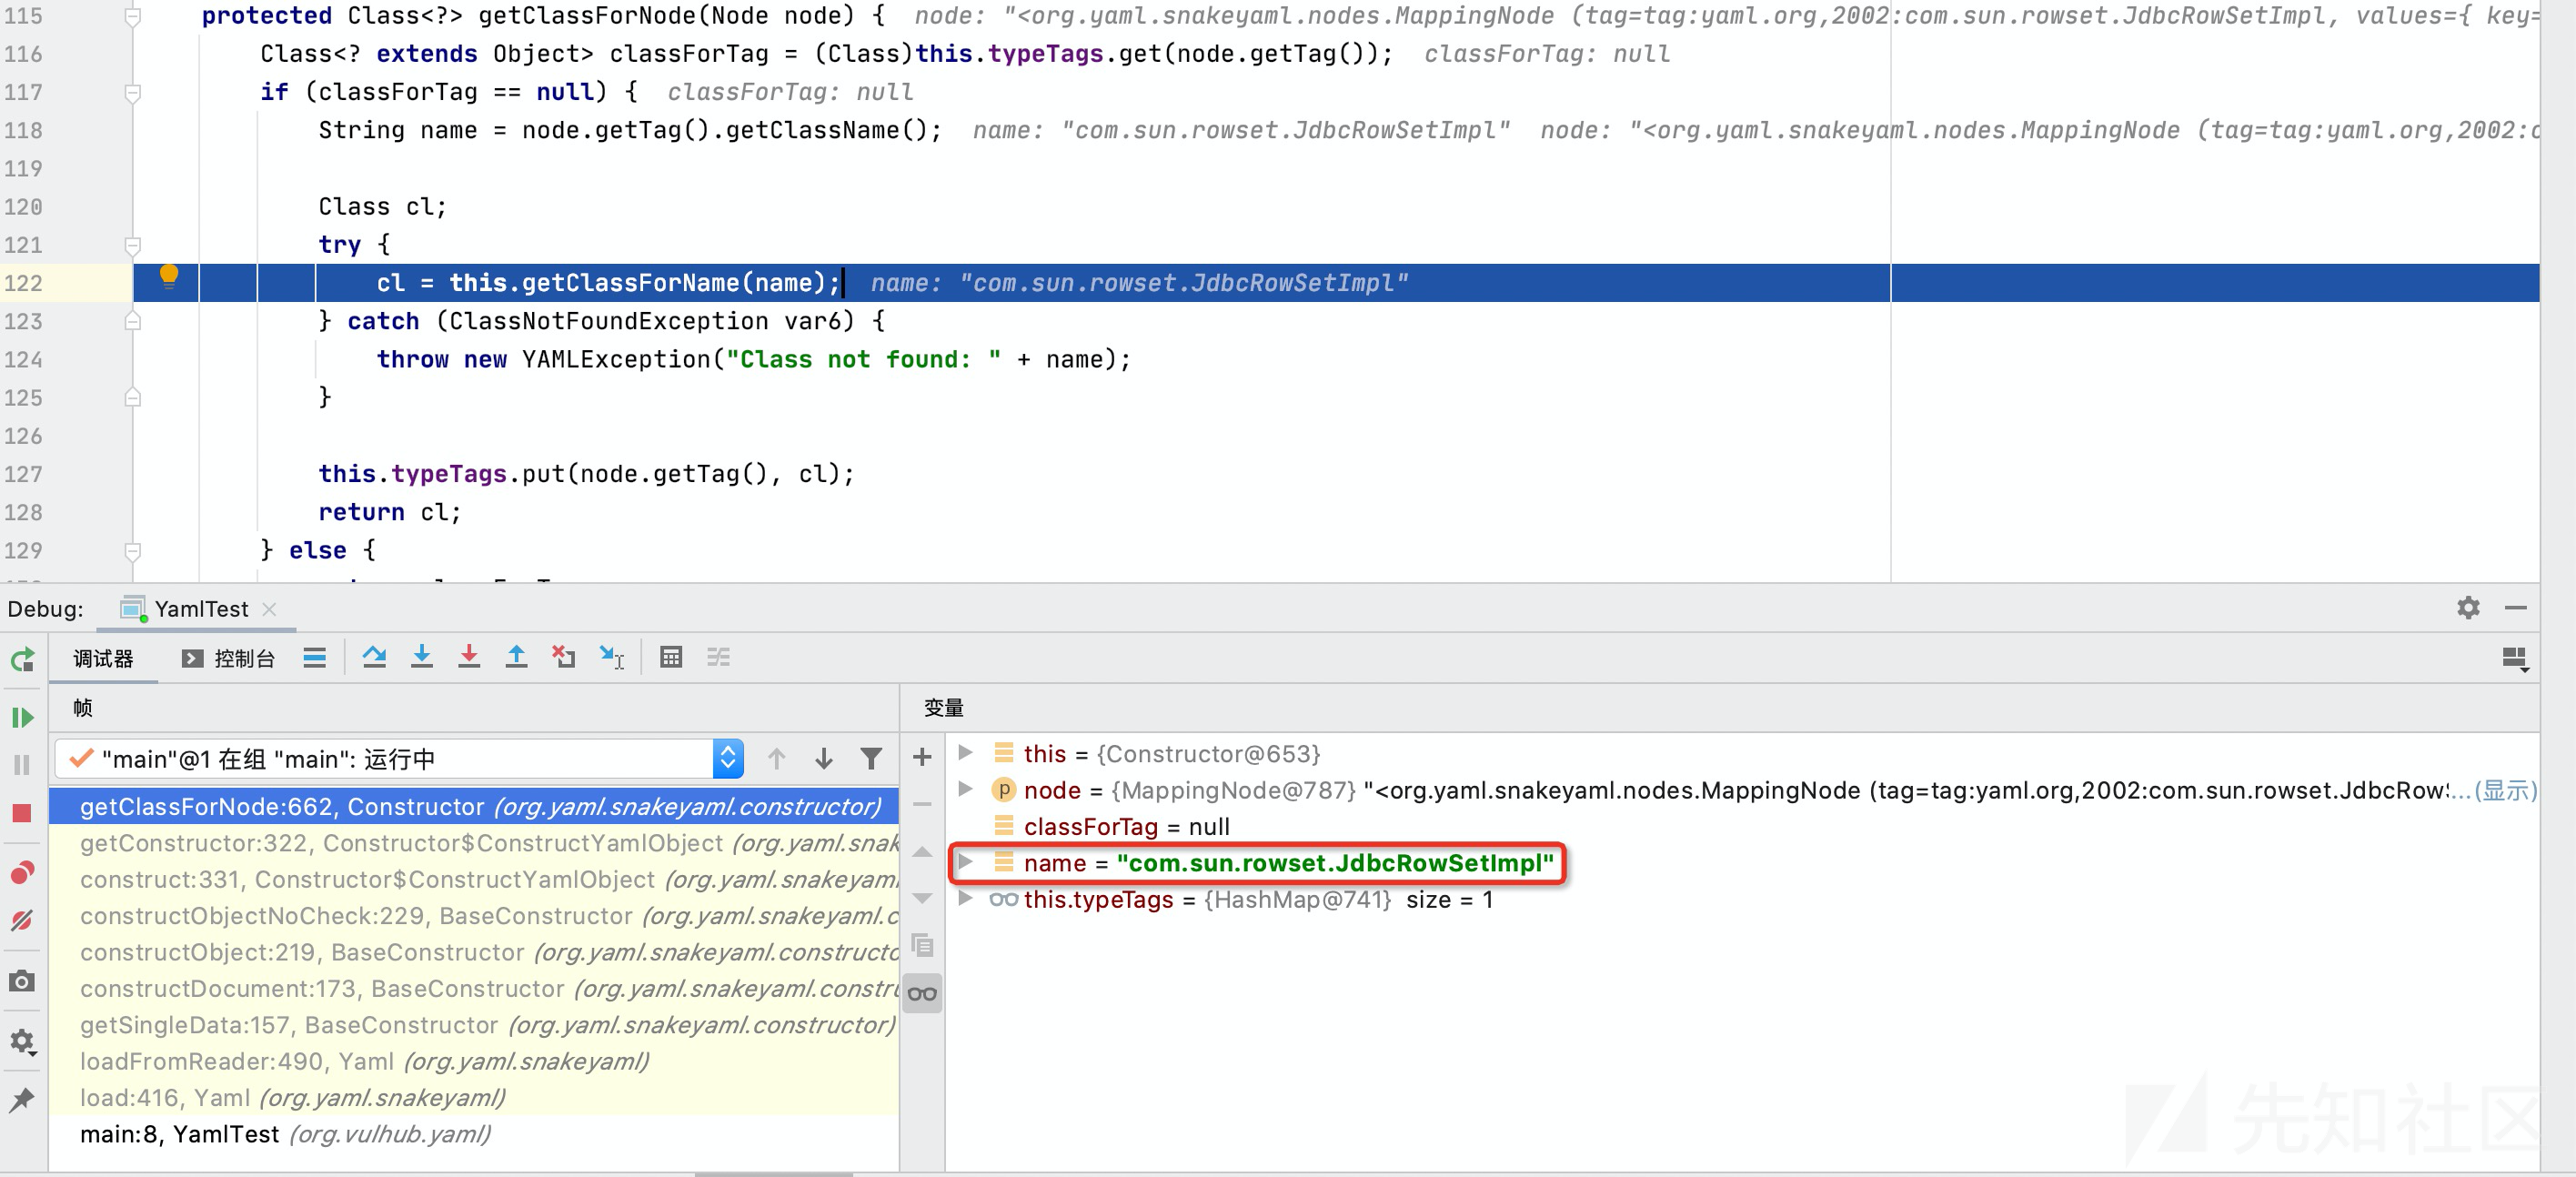 115 protected Class<?> getClassForNode(Node node) { node: "<org.yaml.snakeyaml.nodes.MappingNode (tag=tag:yaml.org,2002:com.sun.rowset.JdbcRowSetImpl, values={ key=
116 Class<? extends Object> classForTag = (Class)this.typeTags.get(node.getTag()); classForTag: null
117 if (classForTag == null) { classForTag: null
118 String name = node.getTag().getClassName(); name: "com.sun.rowset.JdbcRowSetImpl" node: "<org.yaml.snakeyaml.nodes.MappingNode (tag=tag:yaml.org,2002:c
119
120 Class cl;
121 try {
122 cl = this.getClassForName(name); name: "com.sun.rowset.JdbcRowSetImpl"
123 } catch (ClassNotFoundException var6) {
124 throw new YAMLException("Class not found: " + name);
125 }
126
127 this.typeTags.put(node.getTag(), cl);
128 return cl;
129 } else {
Debug: YamlTest
调试器 控制台
帧
变量
"main"@1 在组 "main": 运行中
getClassForNode:662, Constructor (org.yaml.snakeyaml.constructor)
getConstructor:322, Constructor$ConstructYamlObject (org.yaml.snak
construct:331, Constructor$ConstructYamlObject (org.yaml.snakeyaml
constructObjectNoCheck:229, BaseConstructor (org.yaml.snakeyaml.c
constructObject:219, BaseConstructor (org.yaml.snakeyaml.constructo
constructDocument:173, BaseConstructor (org.yaml.snakeyaml.constru
getSingleData:157, BaseConstructor (org.yaml.snakeyaml.constructor)
loadFromReader:490, Yaml (org.yaml.snakeyaml)
load:416, Yaml (org.yaml.snakeyaml)
main:8, YamlTest (org.vulhub.yaml)
this = {Constructor@653}
node = {MappingNode@787} "<org.yaml.snakeyaml.nodes.MappingNode (tag=tag:yaml.org,2002:com.sun.rowset.JdbcRow...(显示)
classForTag = null
name = "com.sun.rowset.JdbcRowSetImpl"
this.typeTags = {HashMap@741} size = 1
先知社区